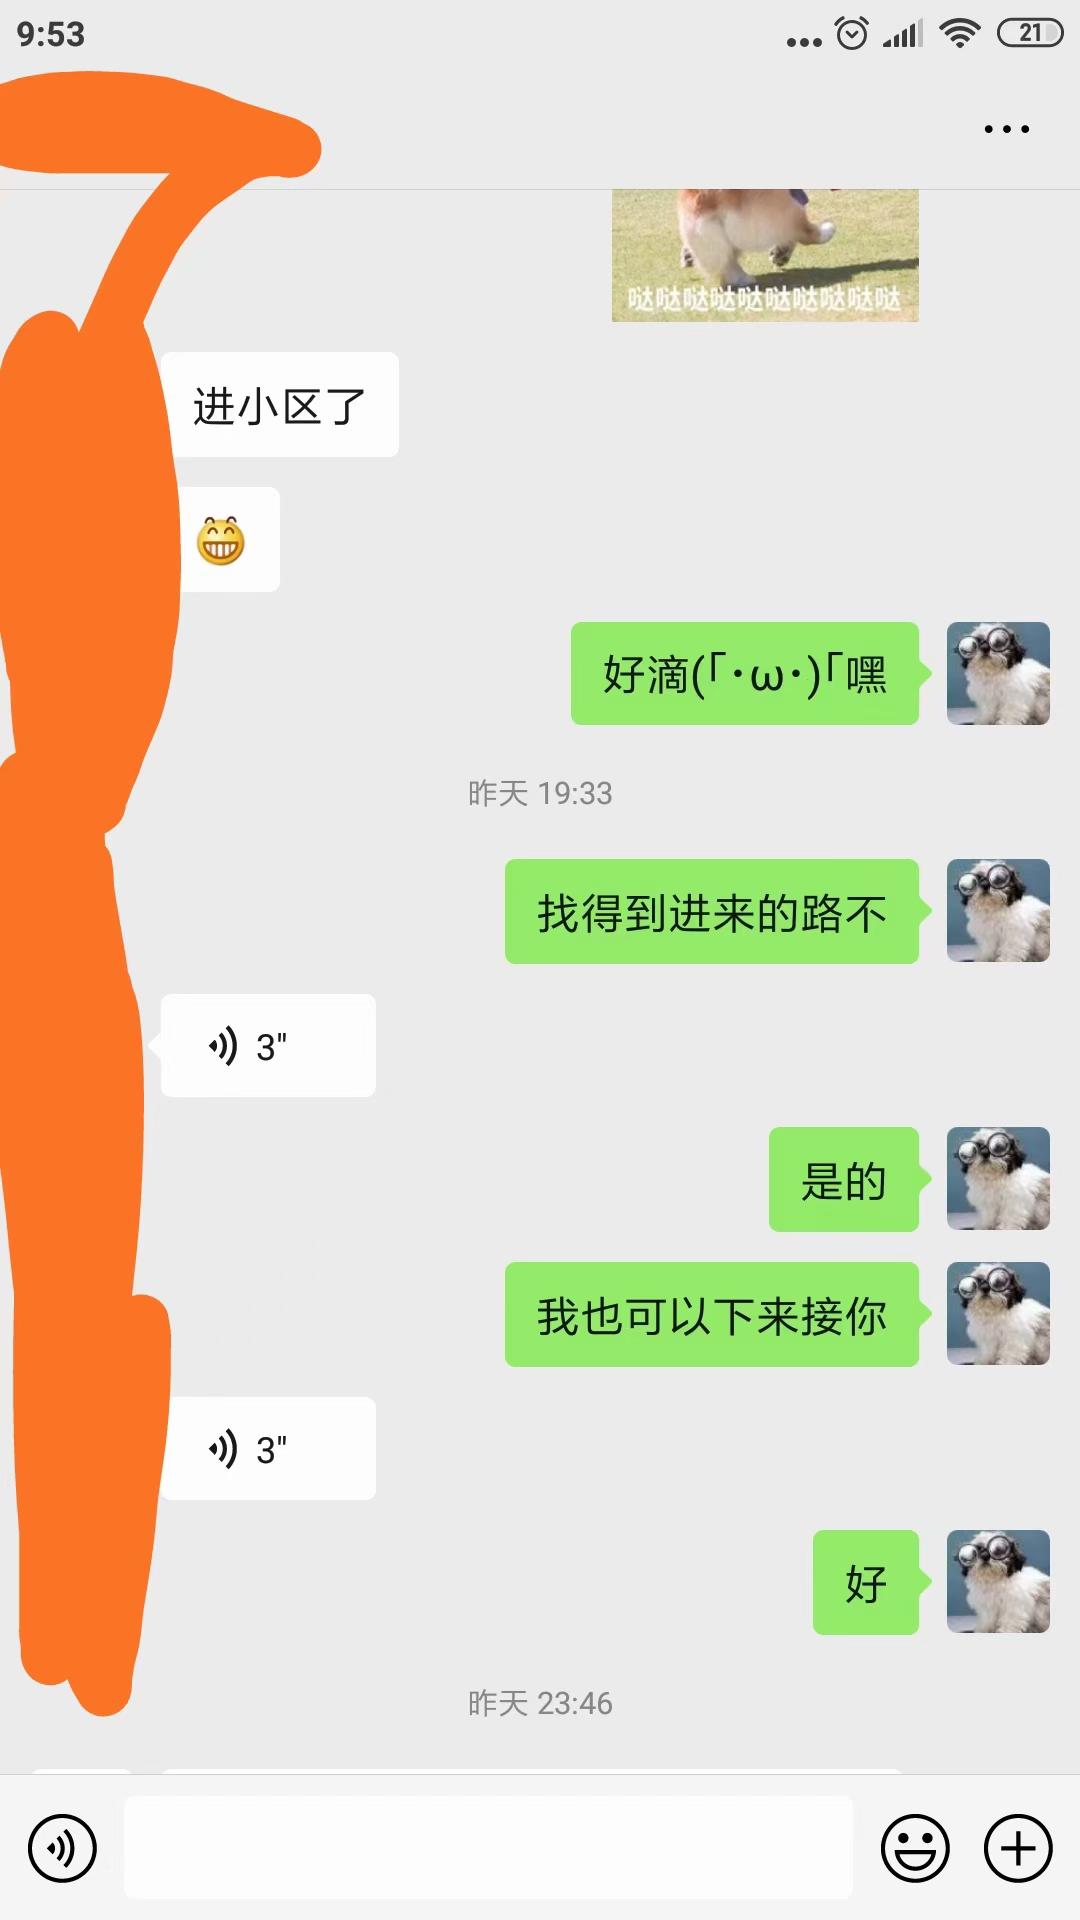 9:53
21
哒哒哒哒哒哒哒哒哒哒
进小区了
好滴(｢･ω･)｢嘿
昨天 19:33
找得到进来的路不
3"
是的
我也可以下来接你
3"
好
昨天 23:46